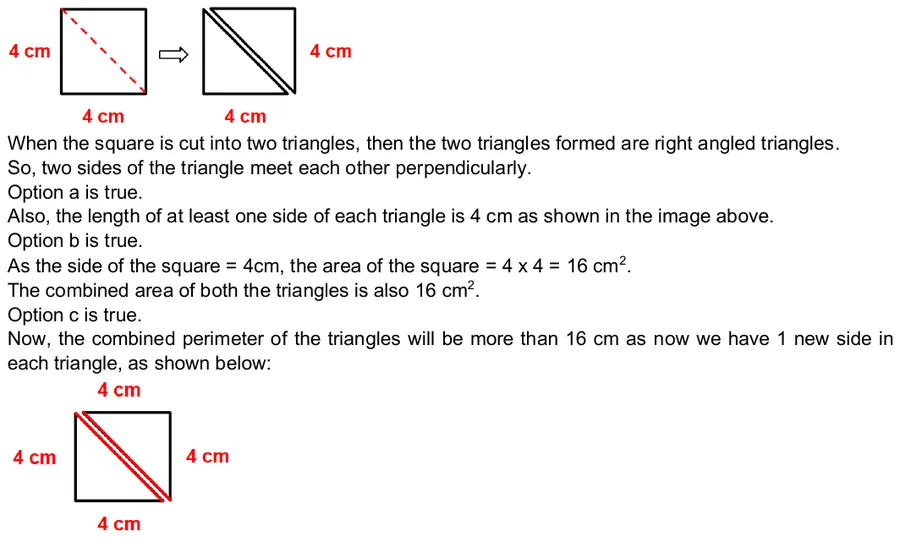 4 cm 4 cm
4 cm 4 cm
When the square is cut into two triangles, then the two triangles formed are right angled triangles.
So, two sides of the triangle meet each other perpendicularly.
Option a is true.
Also, the length of at least one side of each triangle is 4 cm as shown in the image above.
Option b is true.
As the side of the square = 4cm, the area of the square = 4 x 4 = 16 cm².
The combined area of both the triangles is also 16 cm².
Option c is true.
Now, the combined perimeter of the triangles will be more than 16 cm as now we have 1 new side in
each triangle, as shown below:
4 cm
4 cm 4 cm
4 cm